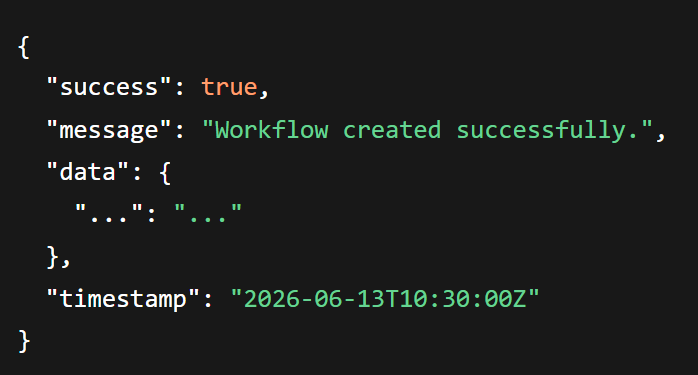 {
  "success": true,
  "message": "Workflow created successfully.",
  "data": {
    "...": "..."
  },
  "timestamp": "2026-06-13T10:30:00Z"
}